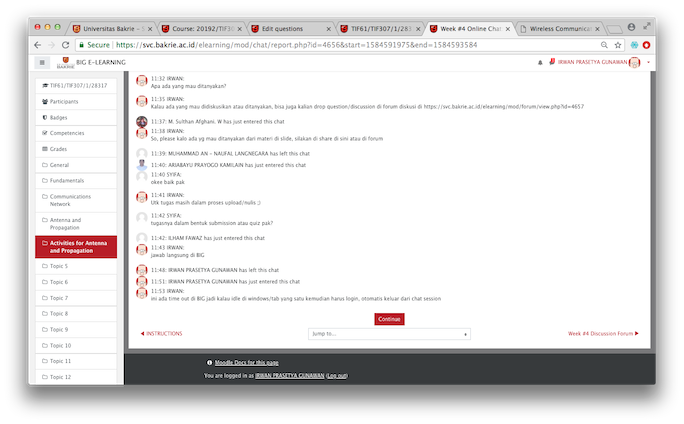 Universitas Bakrie – S
Course: 20192/TIF30
Edit questions
TIF61/TIF307/1/283
Week #4 Online Chat
Wireless Communicat
Secure
https://svc.bakrie.ac.id/elearning/mod/chat/report.php?id=4656&start=1584591975&end=1584593584
BAKRIE
BIG E-LEARNING
IRWAN PRASETYA GUNAWAN
TIF61/TIF307/1/28317
Participants
Badges
Competencies
Grades
General
Fundamentals
Communications
Network
Antenna and
Propagation
Activities for Antenna
and Propagation
Topic 5
Topic 6
Topic 7
Topic 8
Topic 9
Topic 10
Topic 11
Topic 12
11:32 IRWAN:
Apa ada yang mau ditanyakan?
11:35 IRWAN:
Kalau ada yang mau didiskusikan atau ditanyakan, bisa juga kalian drop question/discussion di forum diskusi di https://svc.bakrie.ac.id/elearning/mod/forum/view.php?id=4657
11:37: M. Sulthan Afghani. W has just entered this chat
11:38 IRWAN:
So, please kalo ada yg mau ditanyakan dari materi di slide, silakan di share di sini atau di forum
11:39: MUHAMMAD AN - NAUFAL LANGNEGARA has left this chat
11:40: ARIABAYU PRAYOGO KAMILAIN has just entered this chat
11:40 SYIFA:
okee baik pak
11:41 IRWAN:
Utk tugas masih dalam proses upload/nulis ;)
11:42 SYIFA:
tugasnya dalam bentuk submission atau quiz pak?
11:42: ILHAM FAWAZ has just entered this chat
11:43 IRWAN:
jawab langsung di BIG
11:48: IRWAN PRASETYA GUNAWAN has left this chat
11:51: IRWAN PRASETYA GUNAWAN has just entered this chat
11:53 IRWAN:
ini ada time out di BIG jadi kalau idle di windows/tab yang satu kemudian harus login, otomatis keluar dari chat session
Continue
INSTRUCTIONS
Jump to...
Week #4 Discussion Forum
Moodle Docs for this page
You are logged in as IRWAN PRASETYA GUNAWAN (Log out)